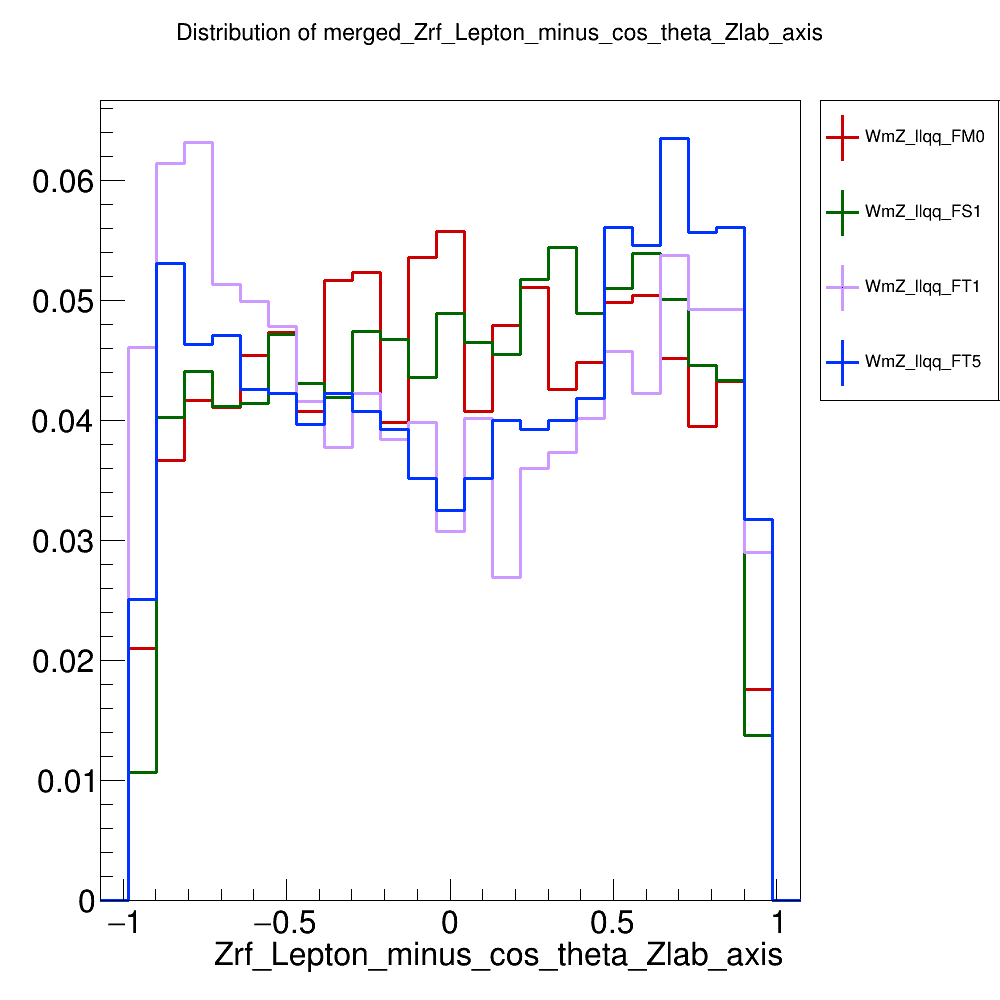 Distribution of merged_Zrf_Lepton_minus_cos_theta_Zlab_axis
WmZ_llqq_FM0
WmZ_llqq_FS1
WmZ_llqq_FT1
WmZ_llqq_FT5
0.06
0.05
0.04
0.03
0.02
0.01
0
−1 −0.5 0 0.5 1
Zrf_Lepton_minus_cos_theta_Zlab_axis